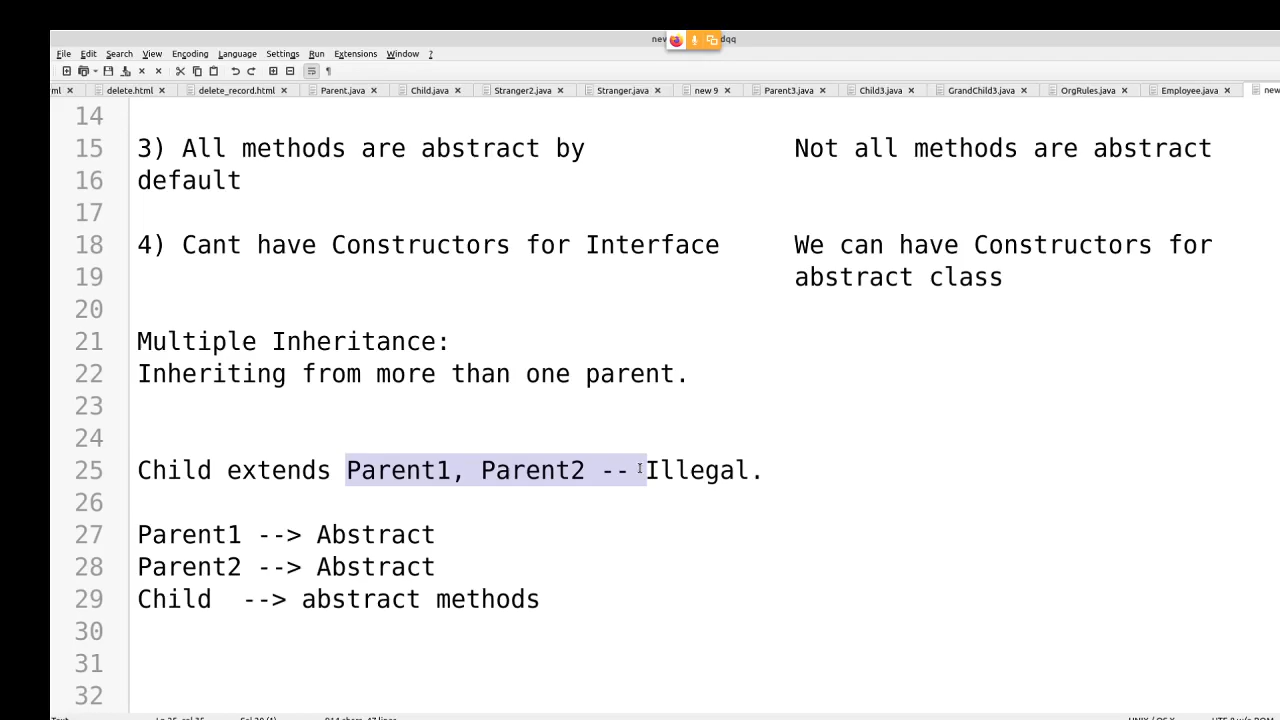 new dqq
File Edit Search View Encoding Language Settings Run Extensions Window ?
ml delete.html delete_record.html Parent.java Child.java Stranger2.java Stranger.java new 9 Parent3.java Child3.java GrandChild3.java OrgRules.java Employee.java new
14
15 3) All methods are abstract by Not all methods are abstract
16 default
17
18 4) Cant have Constructors for Interface We can have Constructors for
19 abstract class
20
21 Multiple Inheritance:
22 Inheriting from more than one parent.
23
24
25 Child extends Parent1, Parent2 -- Illegal.
26
27 Parent1 --> Abstract
28 Parent2 --> Abstract
29 Child --> abstract methods
30
31
32